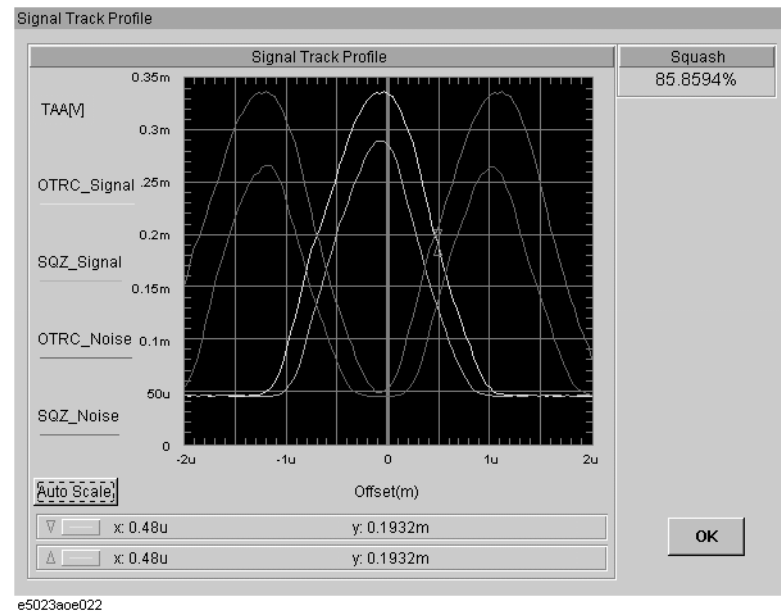 Signal Track Profile
Signal Track Profile
Squash
85.8594%
TAA[V]
0.35m
0.3m
OTRC_Signal
.25m
0.2m
SQZ_Signal
0.15m
OTRC_Noise
0.1m
50u
SQZ_Noise
0
-2u -1u 0 1u 2u
Auto Scale
Offset(m)
x: 0.48u y: 0.1932m
x: 0.48u y: 0.1932m
OK
e5023aoe022